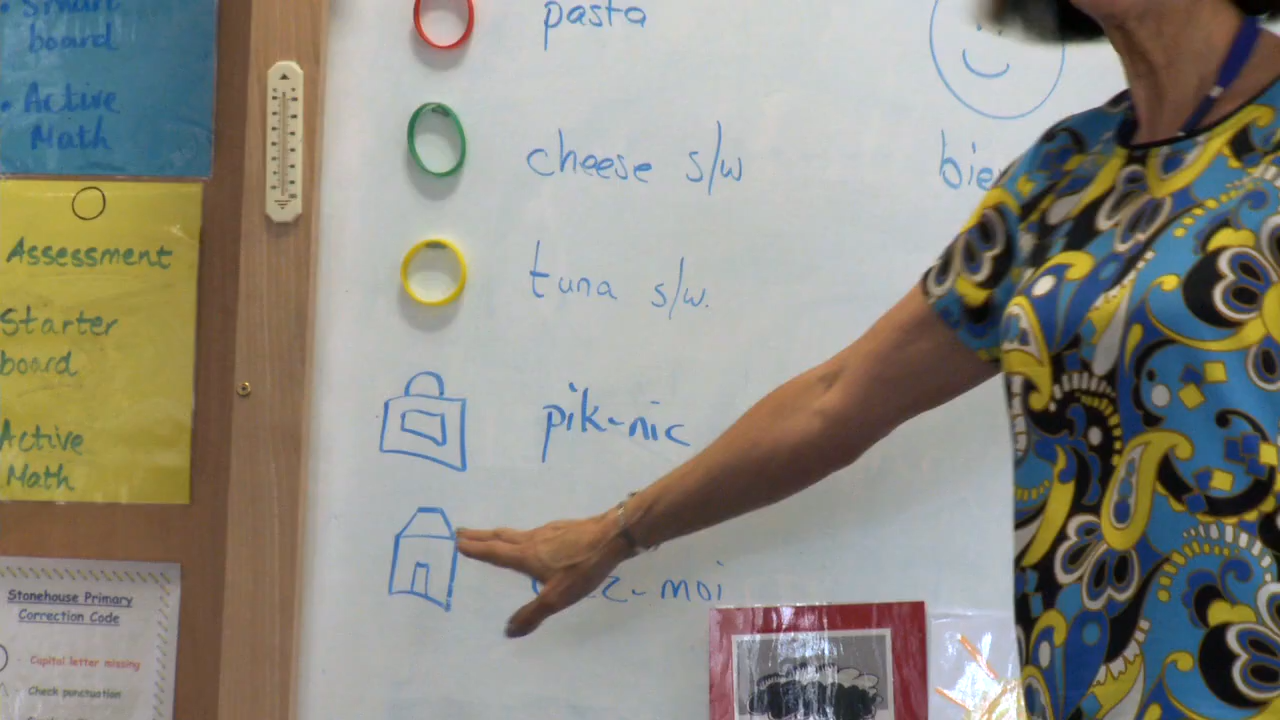 • Smart
board
• Active
Math
Assessment
Starter
board
Active
Math
Stonehouse Primary
Correction Code
- Capital letter missing
- Check punctuation
pasta
cheese s/w
tuna s/w.
pik-nic
moi